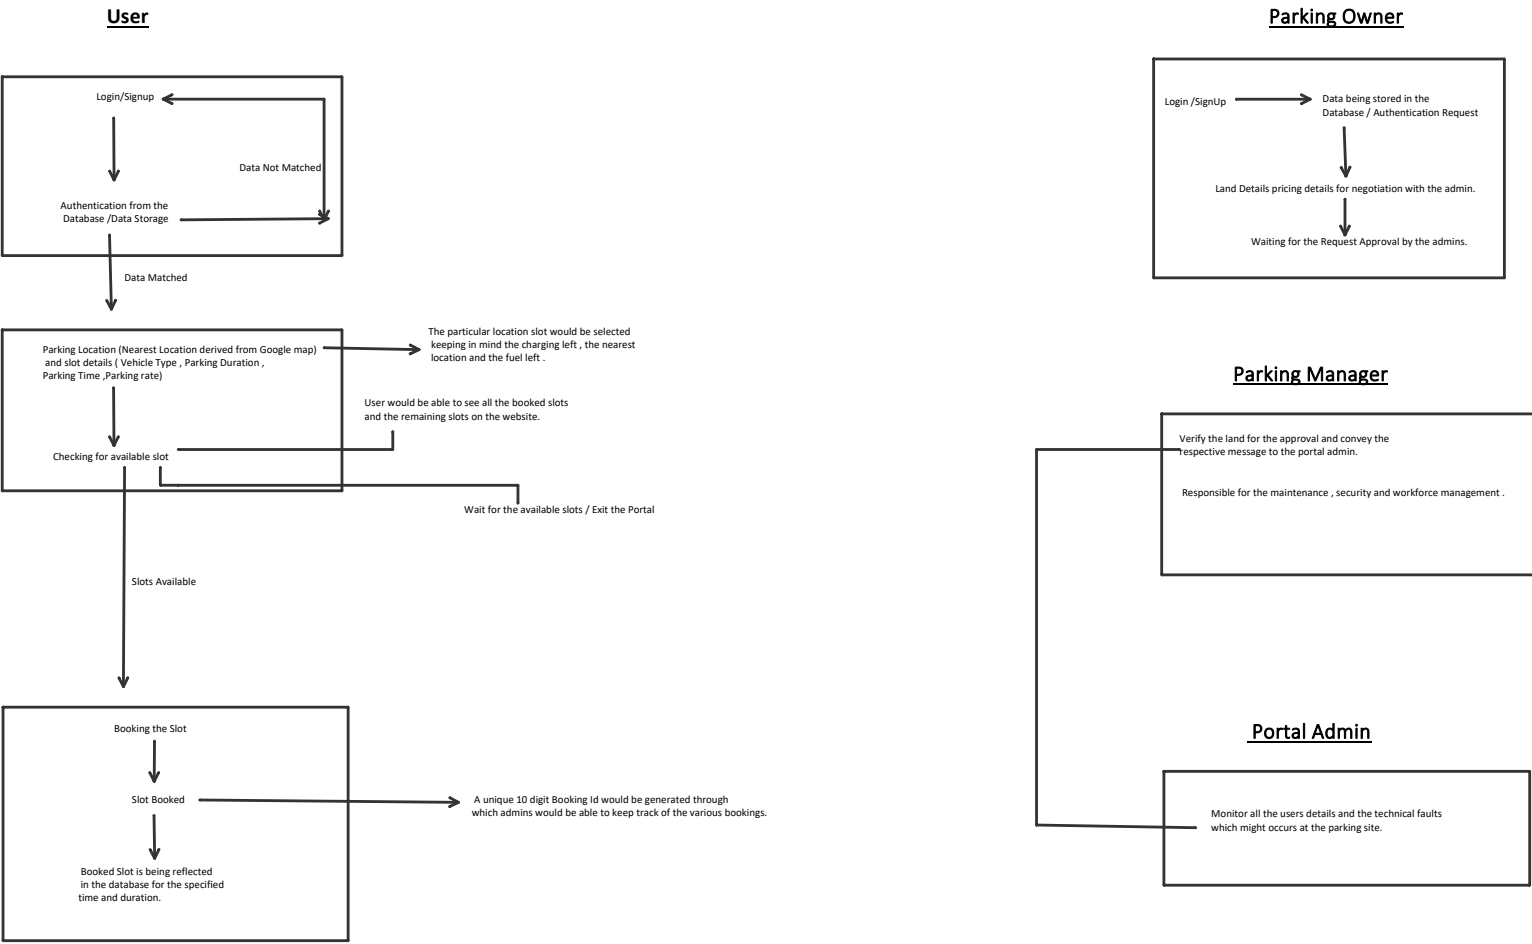 User
Login/Signup
Data Not Matched
Authentication from the
Database /Data Storage
Data Matched
Parking Location (Nearest Location derived from Google map)
and slot details ( Vehicle Type , Parking Duration ,
Parking Time ,Parking rate)
The particular location slot would be selected
keeping in mind the charging left , the nearest
location and the fuel left .
User would be able to see all the booked slots
and the remaining slots on the website.
Checking for available slot
Wait for the available slots / Exit the Portal
Slots Available
Booking the Slot
Slot Booked
A unique 10 digit Booking Id would be generated through
which admins would be able to keep track of the various bookings.
Booked Slot is being reflected
in the database for the specified
time and duration.
Parking Owner
Login /SignUp
Data being stored in the
Database / Authentication Request
Land Details pricing details for negotiation with the admin.
Waiting for the Request Approval by the admins.
Parking Manager
Verify the land for the approval and convey the
respective message to the portal admin.
Responsible for the maintenance , security and workforce management .
Portal Admin
Monitor all the users details and the technical faults
which might occurs at the parking site.